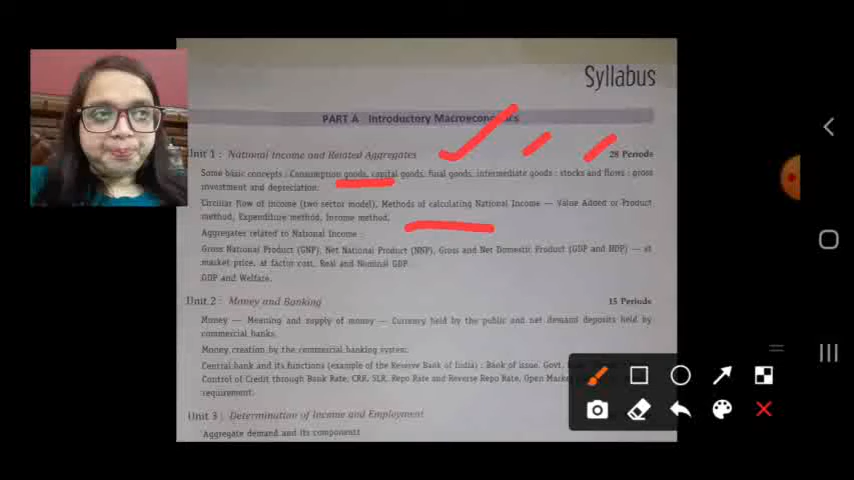 Syllabus
PART A Introductory Macroeconomics
Unit 1 : National Income and Related Aggregates 28 Periods
Some basic concepts : Consumption goods, capital goods, final goods, intermediate goods : stocks and flows : gross
investment and depreciation.
Circular flow of income (two sector model), Methods of calculating National Income — Value Added or Product
method, Expenditure method, Income method.
Aggregates related to National Income :
Gross National Product (GNP), Net National Product (NNP), Gross and Net Domestic Product (GDP and NDP) — at
market price, at factor cost, Real and Nominal GDP.
GDP and Welfare.
Unit 2 : Money and Banking 15 Periods
Money — Meaning and supply of money — Currency held by the public and net demand deposits held by
commercial banks.
Money creation by the commercial banking system.
Central bank and its functions (example of the Reserve Bank of India) : Bank of issue, Govt.
Control of Credit through Bank Rate, CRR, SLR, Repo Rate and Reverse Repo Rate, Open Market
requirement.
Unit 3 : Determination of Income and Employment
Aggregate demand and its components